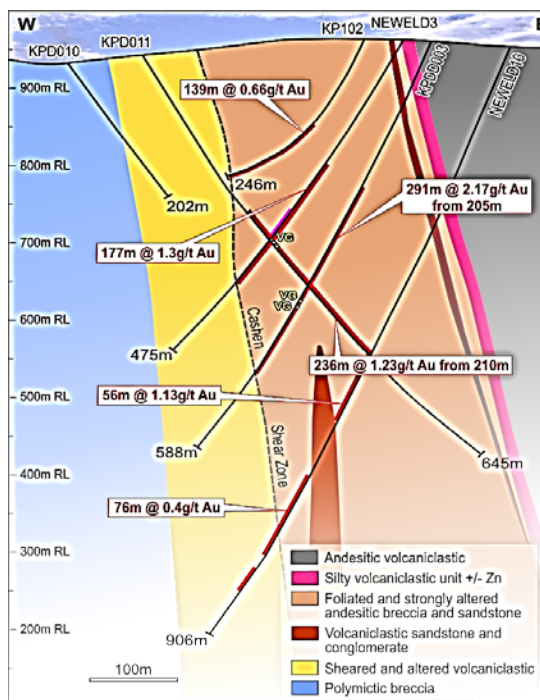 W
E
KPD010
KPD011
KP102
NEWELD3
KPDD003
NEWELD10
900m RL
800m RL
700m RL
600m RL
500m RL
400m RL
300m RL
200m RL
139m @ 0.66g/t Au
246m
202m
291m @ 2.17g/t Au
from 205m
177m @ 1.3g/t Au
VG
VG
VG
Cashen
Shear Zone
475m
236m @ 1.23g/t Au from 210m
56m @ 1.13g/t Au
588m
645m
76m @ 0.4g/t Au
906m
100m
Andesitic volcaniclastic
Silty volcaniclastic unit +/- Zn
Foliated and strongly altered
andesitic breccia and sandstone
Volcaniclastic sandstone and
conglomerate
Sheared and altered volcaniclastic
Polymictic breccia